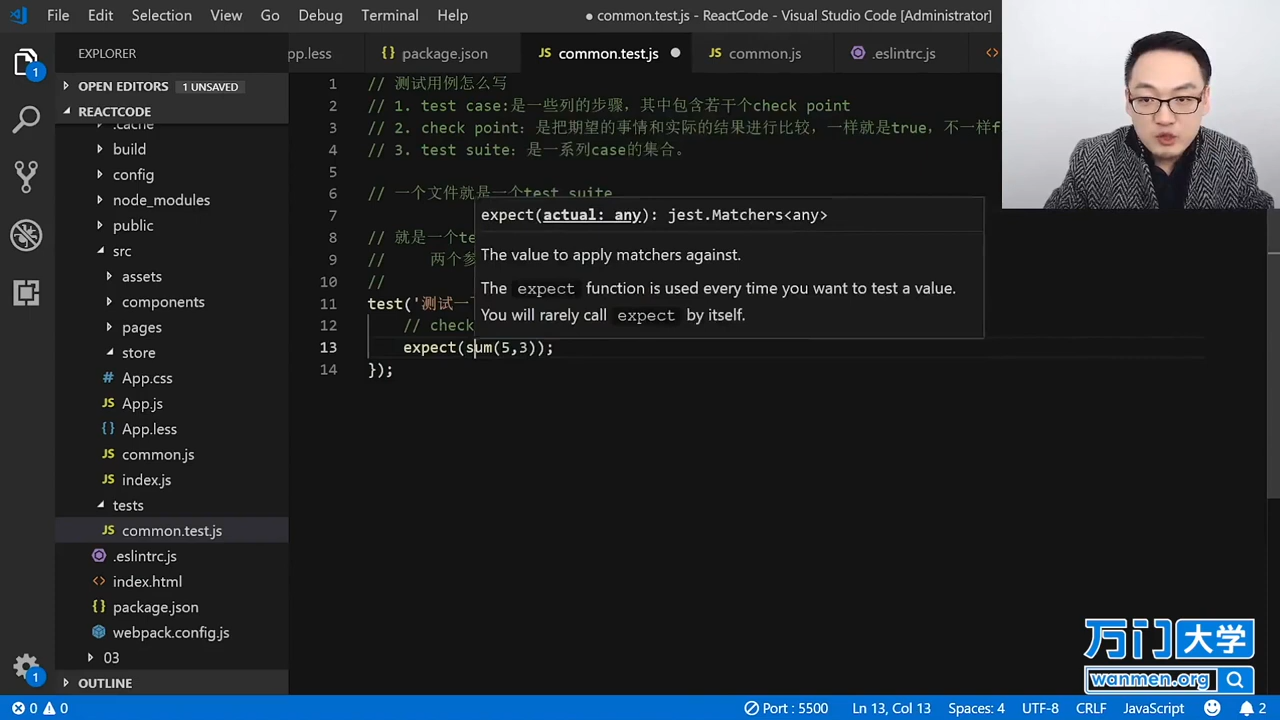 File Edit Selection View Go Debug Terminal Help
● common.test.js - ReactCode - Visual Studio Code [Administrator]
EXPLORER
pp.less
package.json
common.test.js
common.js
.eslintrc.js
OPEN EDITORS 1 UNSAVED
REACTCODE
.cache
build
config
node_modules
public
src
assets
components
pages
store
App.css
App.js
App.less
common.js
index.js
tests
common.test.js
.eslintrc.js
index.html
package.json
webpack.config.js
03
OUTLINE
1 // 测试用例怎么写
2 // 1. test case:是一些列的步骤，其中包含若干个check point
3 // 2. check point: 是把期望的事情和实际的结果进行比较，一样就是true，不一样f
4 // 3. test suite: 是一系列case的集合。
5
6 // 一个文件就是一个test suite
7
8 // 就是一个te
9 // 两个参
10 //
11 test('测试一
12 // check
13 expect(sum(5,3));
14 });
expect(actual: any): jest.Matchers<any>
The value to apply matchers against.
The expect function is used every time you want to test a value.
You will rarely call expect by itself.
万门大学
wanmen.org
1
1
0 0
Port : 5500
Ln 13, Col 13
Spaces: 4
UTF-8
CRLF
JavaScript
2